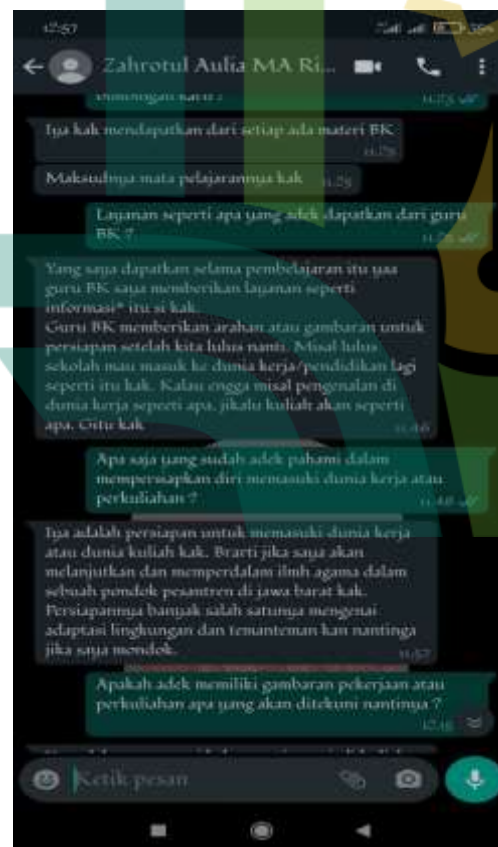 12:57
35%
Zahrotul Aulia MA Ri...
Iya kak mendapatkan dari setiap ada materi BK
Maksudnya mata pelajarannya kak
Layanan seperti apa yang adek dapatkan dari guru
BK ?
Yang saya dapatkan selama pembelajaran itu yaa
guru BK saya memberikan layanan seperti
informasi* itu si kak.
Guru BK memberikan arahan atau gambaran untuk
persiapan setelah kita lulus nanti. Misal lulus
sekolah mau masuk ke dunia kerja/pendidikan lagi
seperti itu kak. Kalau engga misal pengenalan di
dunia kerja seperti apa, jikalu kuliah akan seperti
apa. Gitu kak
11.46
Apa saja yang sudah adek pahami dalam
mempersiapkan diri memasuki dunia kerja atau
perkuliahan ?
11.48
Iya adalah persiapan untuk memasuki dunia kerja
atau dunia kuliah kak. Brarti jika saya akan
melanjutkan dan memperdalam ilmu agama dalam
sebuah pondok pesantren di jawa barat kak.
Persiapannya banyak salah satunya mengenai
adaptasi lingkungan dan temanteman kan nantinga
jika saya mondok.
11.57
Apakah adek memiliki gambaran pekerjaan atau
perkuliahan apa yang akan ditekuni nantinya ?
Ketik pesan